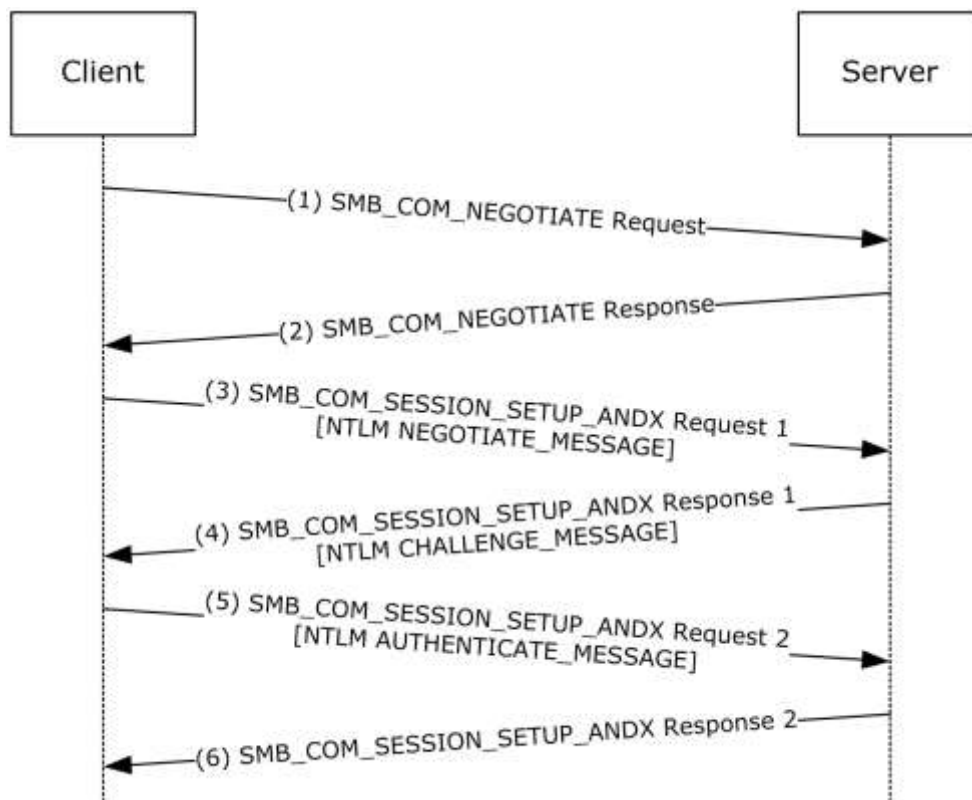 Client
Server
(1) SMB_COM_NEGOTIATE Request
(2) SMB_COM_NEGOTIATE Response
(3) SMB_COM_SESSION_SETUP_ANDX Request 1
[NTLM NEGOTIATE_MESSAGE]
(4) SMB_COM_SESSION_SETUP_ANDX Response 1
[NTLM CHALLENGE_MESSAGE]
(5) SMB_COM_SESSION_SETUP_ANDX Request 2
[NTLM AUTHENTICATE_MESSAGE]
(6) SMB_COM_SESSION_SETUP_ANDX Response 2